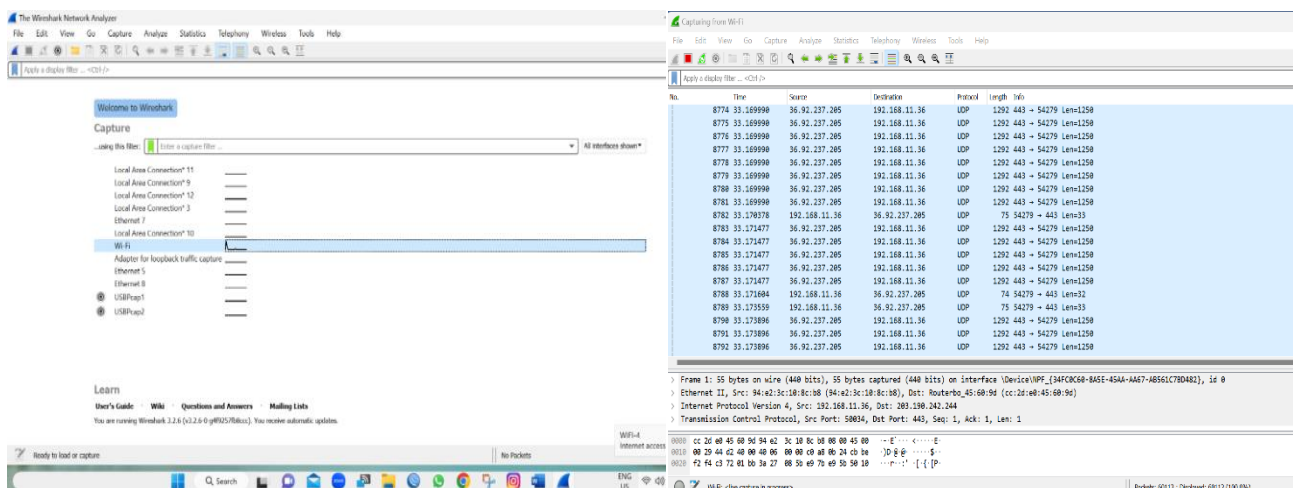 The Wireshark Network Analyzer
File Edit View Go Capture Analyze Statistics Telephony Wireless Tools Help
Apply a display filter ... <Ctrl-/>
Welcome to Wireshark
Capture
...using this filter: Enter a capture filter ... All interfaces shown
Local Area Connection* 11
Local Area Connection* 9
Local Area Connection* 12
Local Area Connection* 3
Ethernet 7
Local Area Connection* 10
Wi-Fi
Adapter for loopback traffic capture
Ethernet 5
Ethernet 8
USBPcap1
USBPcap2
Learn
User's Guide · Wiki · Questions and Answers · Mailing Lists
You are running Wireshark 3.2.6 You receive automatic updates.
WiFi-4
Internet access
Ready to load or capture
No Packets
Q Search
ENG
US
Capturing from Wi-Fi
File Edit View Go Capture Analyze Statistics Telephony Wireless Tools Help
Apply a display filter ... <Ctrl-/>
No. Time Source Destination Protocol Length Info
8774 33.169990 36.92.237.205 192.168.11.36 UDP 1292 443 → 54279 Len=1250
8775 33.169990 36.92.237.205 192.168.11.36 UDP 1292 443 → 54279 Len=1250
8776 33.169990 36.92.237.205 192.168.11.36 UDP 1292 443 → 54279 Len=1250
8777 33.169990 36.92.237.205 192.168.11.36 UDP 1292 443 → 54279 Len=1250
8778 33.169990 36.92.237.205 192.168.11.36 UDP 1292 443 → 54279 Len=1250
8779 33.169990 36.92.237.205 192.168.11.36 UDP 1292 443 → 54279 Len=1250
8780 33.169990 36.92.237.205 192.168.11.36 UDP 1292 443 → 54279 Len=1250
8781 33.169990 36.92.237.205 192.168.11.36 UDP 1292 443 → 54279 Len=1250
8782 33.170378 192.168.11.36 36.92.237.205 UDP 75 54279 → 443 Len=33
8783 33.171477 36.92.237.205 192.168.11.36 UDP 1292 443 → 54279 Len=1250
8784 33.171477 36.92.237.205 192.168.11.36 UDP 1292 443 → 54279 Len=1250
8785 33.171477 36.92.237.205 192.168.11.36 UDP 1292 443 → 54279 Len=1250
8786 33.171477 36.92.237.205 192.168.11.36 UDP 1292 443 → 54279 Len=1250
8787 33.171477 36.92.237.205 192.168.11.36 UDP 1292 443 → 54279 Len=1250
8788 33.171604 192.168.11.36 36.92.237.205 UDP 74 54279 → 443 Len=32
8789 33.173559 192.168.11.36 36.92.237.205 UDP 75 54279 → 443 Len=33
8790 33.173896 36.92.237.205 192.168.11.36 UDP 1292 443 → 54279 Len=1250
8791 33.173896 36.92.237.205 192.168.11.36 UDP 1292 443 → 54279 Len=1250
8792 33.173896 36.92.237.205 192.168.11.36 UDP 1292 443 → 54279 Len=1250
Frame 1: 55 bytes on wire (440 bits), 55 bytes captured (440 bits) on interface \Device\NPF_{34FC0C60-8A5E-45AA-AA67-AB561C7BD482}, id 0
Ethernet II, Src: 94:e2:3c:10:8c:b8 (94:e2:3c:10:8c:b8), Dst: Routerbo_45:60:9d (cc:2d:e0:45:60:9d)
Internet Protocol Version 4, Src: 192.168.11.36, Dst: 203.190.242.244
Transmission Control Protocol, Src Port: 50034, Dst Port: 443, Seq: 1, Ack: 1, Len: 1
0000 cc 2d e0 45 60 9d 94 e2 3c 10 8c b8 08 00 45 00
0010 00 29 44 d2 40 00 40 06 00 00 c0 a8 0b 24 cb be
0020 f2 f4 c3 72 01 bb 3a 27 08 5b e9 7b e9 5b 50 10
Wi-Fi: <live capture in progress>